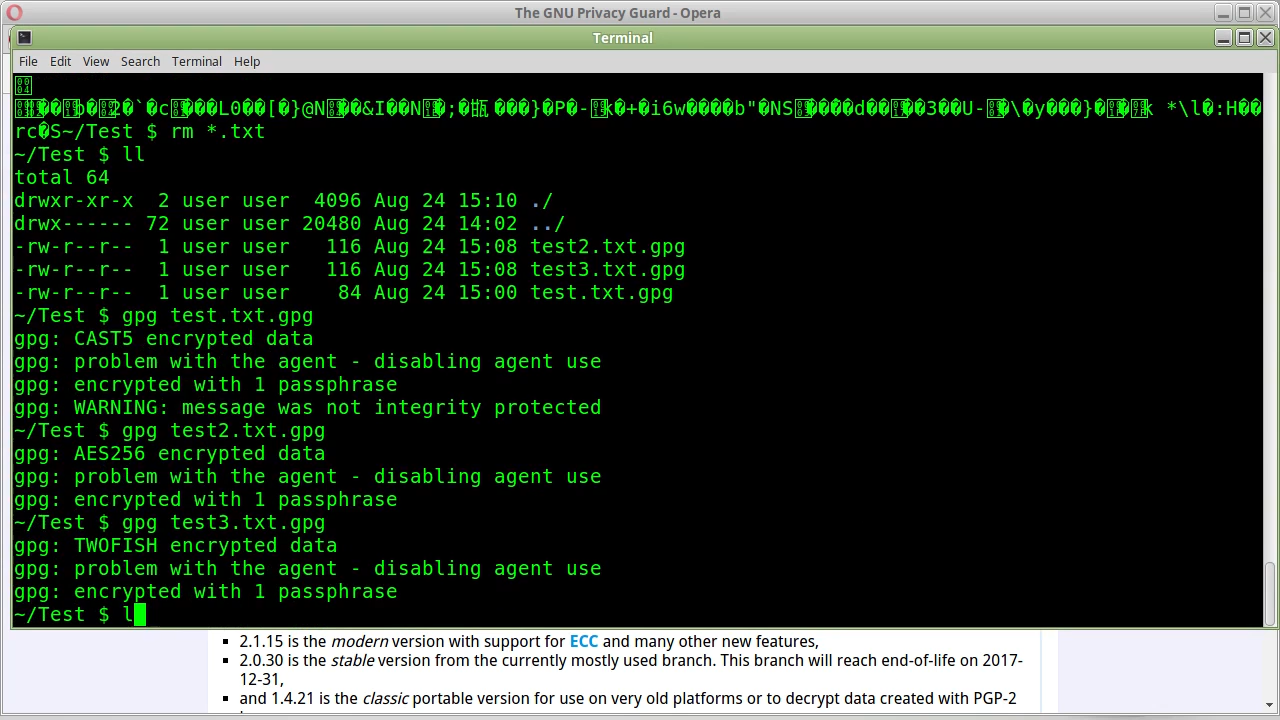 The GNU Privacy Guard - Opera
Terminal
File Edit View Search Terminal Help
rc�S~/Test $ rm *.txt
~/Test $ ll
total 64
drwxr-xr-x  2 user user  4096 Aug 24 15:10 ./
drwx------ 72 user user 20480 Aug 24 14:02 ../
-rw-r--r--  1 user user   116 Aug 24 15:08 test2.txt.gpg
-rw-r--r--  1 user user   116 Aug 24 15:08 test3.txt.gpg
-rw-r--r--  1 user user    84 Aug 24 15:00 test.txt.gpg
~/Test $ gpg test.txt.gpg
gpg: CAST5 encrypted data
gpg: problem with the agent - disabling agent use
gpg: encrypted with 1 passphrase
gpg: WARNING: message was not integrity protected
~/Test $ gpg test2.txt.gpg
gpg: AES256 encrypted data
gpg: problem with the agent - disabling agent use
gpg: encrypted with 1 passphrase
~/Test $ gpg test3.txt.gpg
gpg: TWOFISH encrypted data
gpg: problem with the agent - disabling agent use
gpg: encrypted with 1 passphrase
~/Test $ l
▪ 2.1.15 is the modern version with support for ECC and many other new features,
▪ 2.0.30 is the stable version from the currently mostly used branch. This branch will reach end-of-life on 2017-
12-31,
▪ and 1.4.21 is the classic portable version for use on very old platforms or to decrypt data created with PGP-2